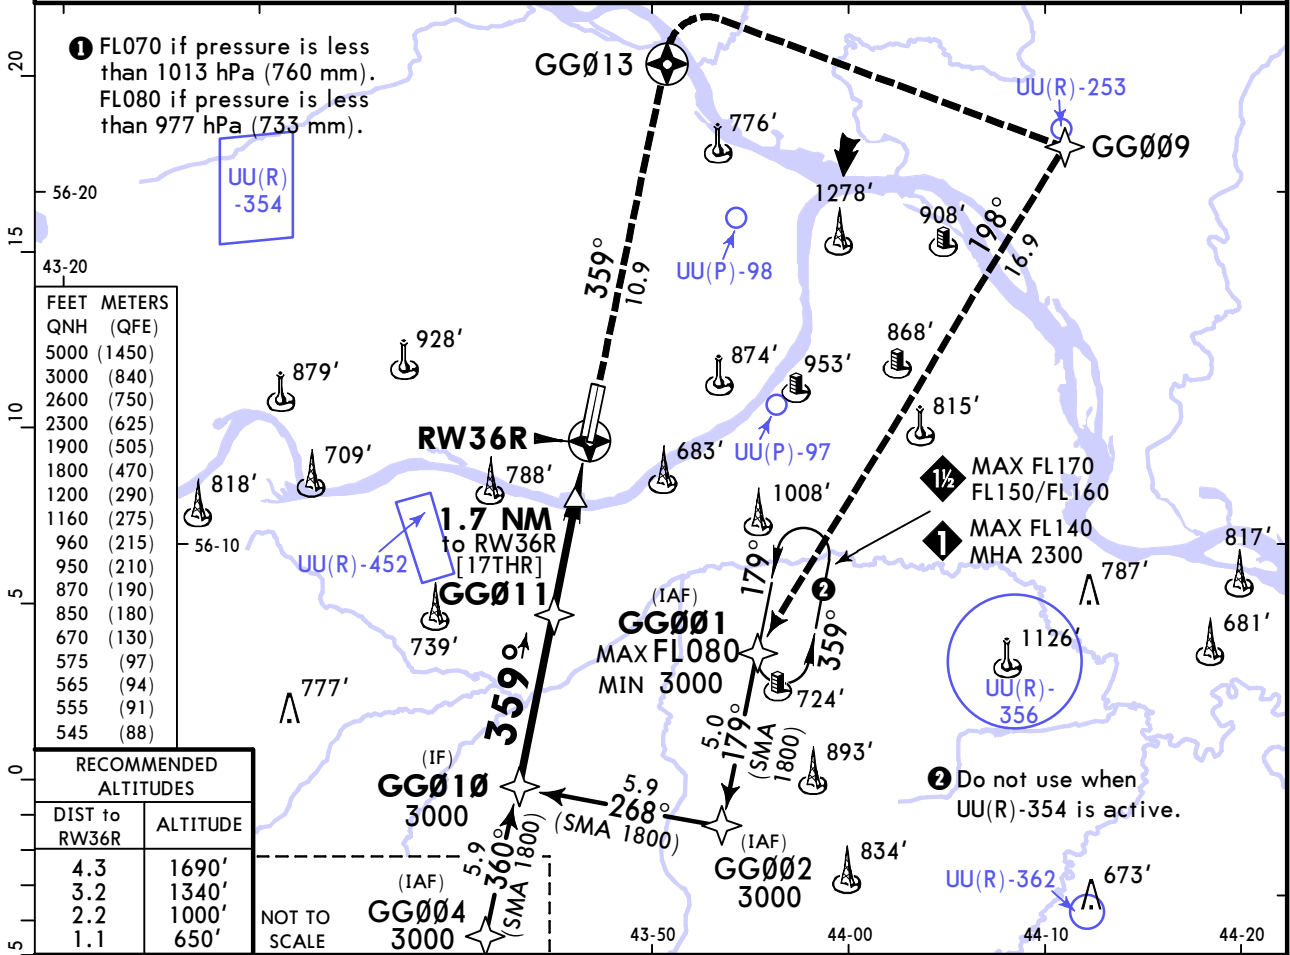 ❶ FL070 if pressure is less
than 1013 hPa (760 mm).
FL080 if pressure is less
than 977 hPa (733 mm).
GGØ13
UU(R)-253
GGØØ9
776'
UU(R)
-354
20
56-20
1278'
908'
198°
16.9
359°
10.9
UU(P)-98
15
43-20
FEET METERS
QNH (QFE)
5000 (1450)
3000 (840)
2600 (750)
2300 (625)
1900 (505)
1800 (470)
1200 (290)
1160 (275)
960 (215)
950 (210)
870 (190)
850 (180)
670 (130)
575 (97)
565 (94)
555 (91)
545 (88)
928'
879'
874'
953'
868'
815'
10
RW36R
UU(P)-97
683'
709'
788'
818'
1008'
1½ MAX FL170
FL150/FL160
1 MAX FL140
MHA 2300
1.7 NM
to RW36R
[17THR]
GGØ11
56-10
UU(R)-452
739'
817'
787'
681'
179°
❷
359°
(IAF)
GGØØ1
MAX FL080
MIN 3000
724'
1126'
UU(R)-
356
5
777'
359°
5.0
179°
(SMA
1800)
893'
(IF)
GGØ1Ø
3000
5.9
268°
(SMA 1800)
❷ Do not use when
UU(R)-354 is active.
0
RECOMMENDED
ALTITUDES
DIST to
RW36R
ALTITUDE
4.3 1690'
3.2 1340'
2.2 1000'
1.1 650'
5.9
360°
(SMA 1800)
(IAF)
GGØØ2
3000
834'
UU(R)-362
673'
(IAF)
GGØØ4
3000
NOT TO
SCALE
5
43-50
44-00
44-10
44-20